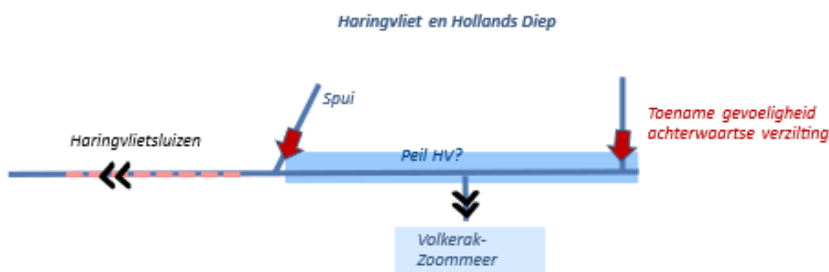 Haringvliet en Hollands Diep
Spui
Toename gevoeligheid
achterwaartse verzilting
Haringvlietsluizen
Peil HV?
Volkerak-
Zoommeer